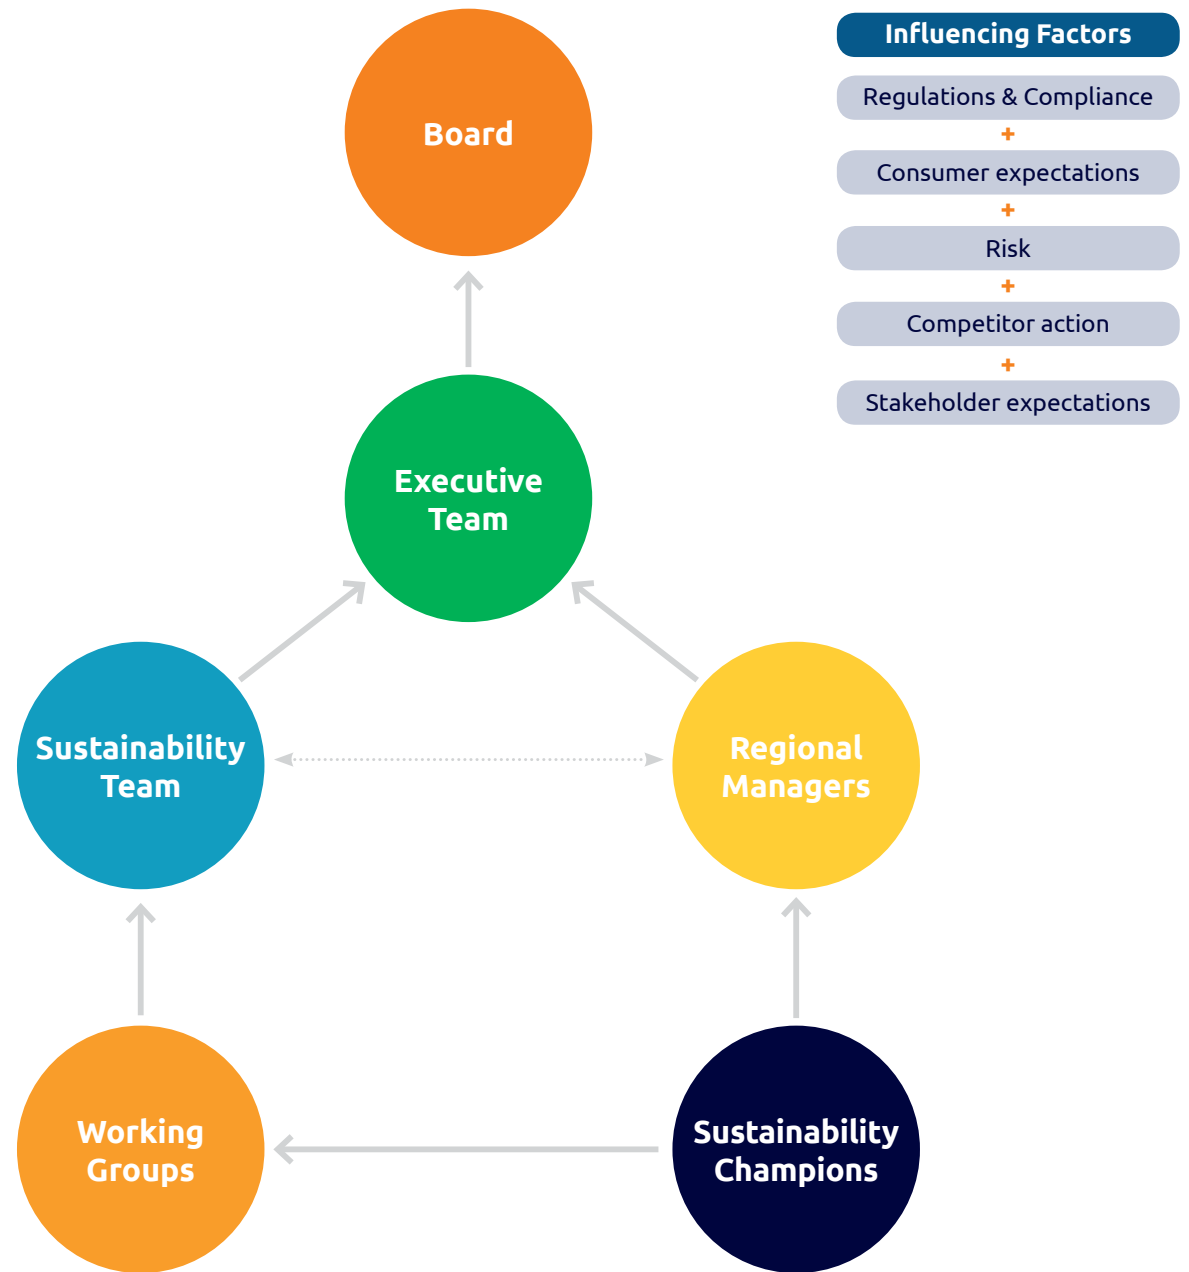 Board
Influencing Factors
Regulations & Compliance
+
Consumer expectations
+
Risk
+
Competitor action
+
Stakeholder expectations
Executive
Team
Sustainability
Team
Regional
Managers
Working
Groups
Sustainability
Champions